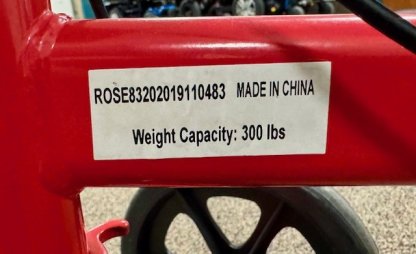 ROSE83202019110483 MADE IN CHINA
Weight Capacity: 300 lbs